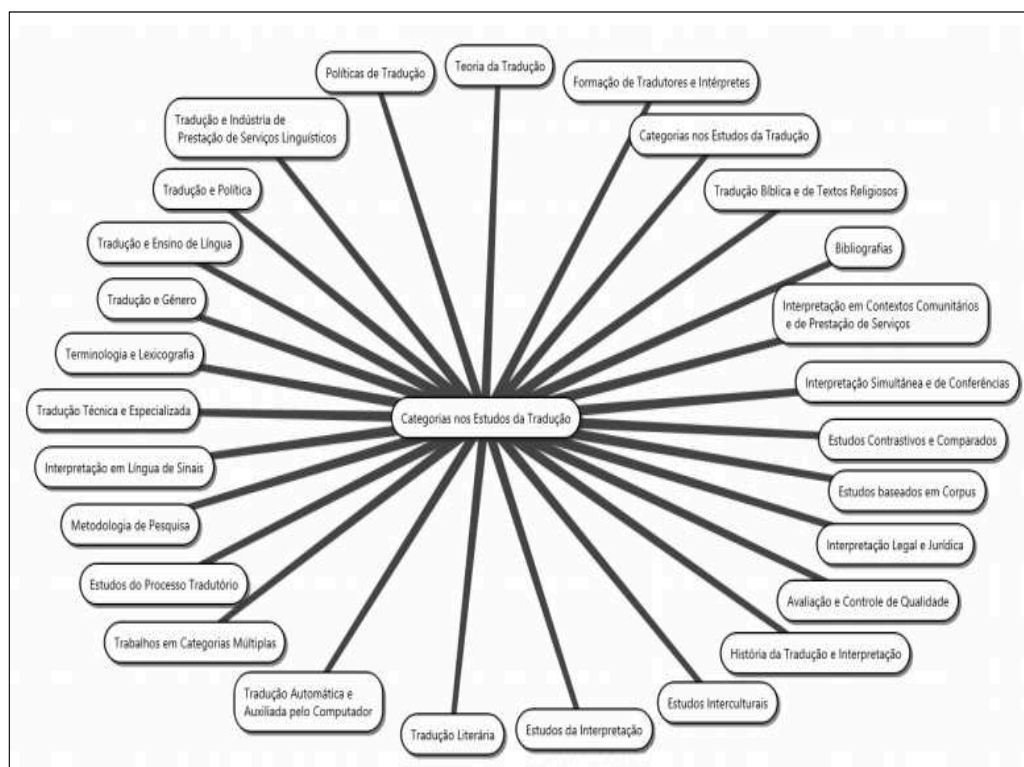 Teoria da Tradução
Políticas de Tradução
Formação de Tradutores e Intérpretes
Tradução e Indústria de
Prestação de Serviços Linguísticos
Categorias nos Estudos da Tradução
Tradução e Política
Tradução Bíblica e de Textos Religiosos
Tradução e Ensino de Língua
Bibliografias
Tradução e Gênero
Interpretação em Contextos Comunitários
e de Prestação de Serviços
Terminologia e Lexicografia
Interpretação Simultânea e de Conferências
Tradução Técnica e Especializada
Categorias nos Estudos da Tradução
Estudos Contrastivos e Comparados
Interpretação em Língua de Sinais
Estudos baseados em Corpus
Metodologia de Pesquisa
Interpretação Legal e Jurídica
Estudos do Processo Tradutório
Avaliação e Controle de Qualidade
Trabalhos em Categorias Múltiplas
História da Tradução e Interpretação
Tradução Automática e
Auxiliada pelo Computador
Estudos Interculturais
Tradução Literária
Estudos da Interpretação